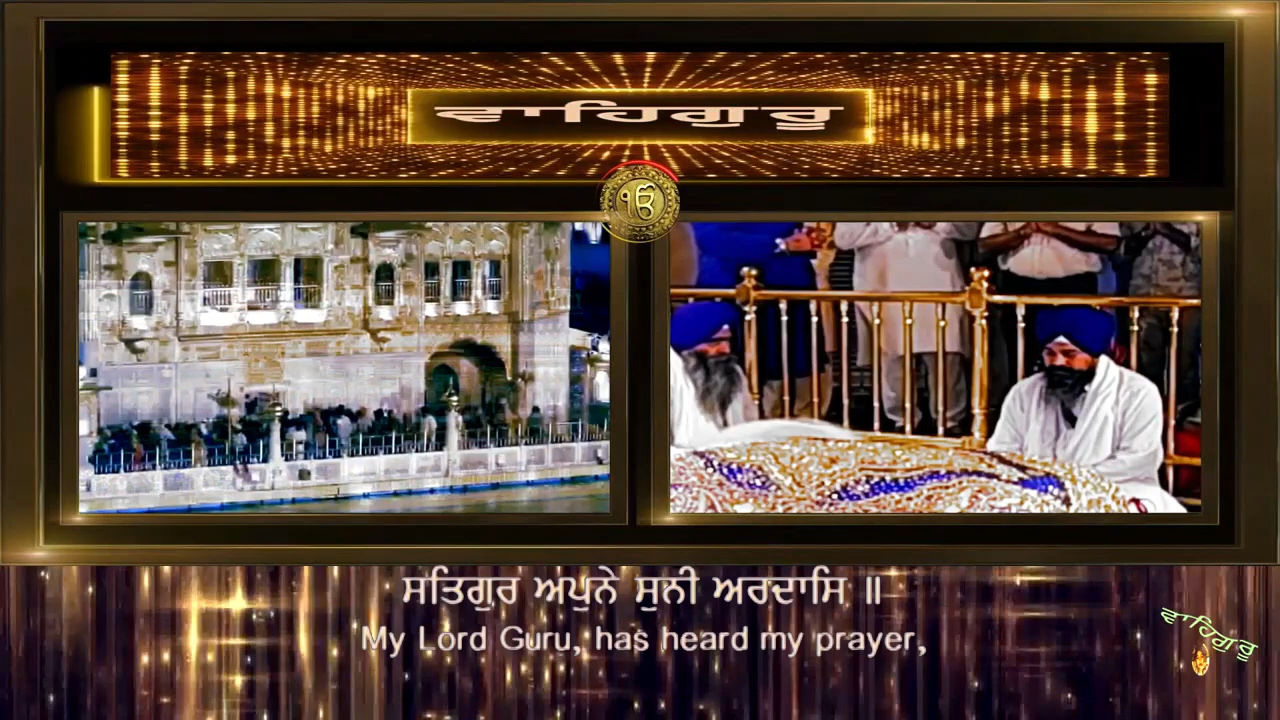 ਵਾਹਿਗੁਰੂ
ੴ
ਸਤਿਗੁਰ ਅਪੁਨੇ ਸੁਨੀ ਅਰਦਾਸਿ ॥
My Lord Guru, has heard my prayer,
ਵਾਹਿਗੁਰੂ